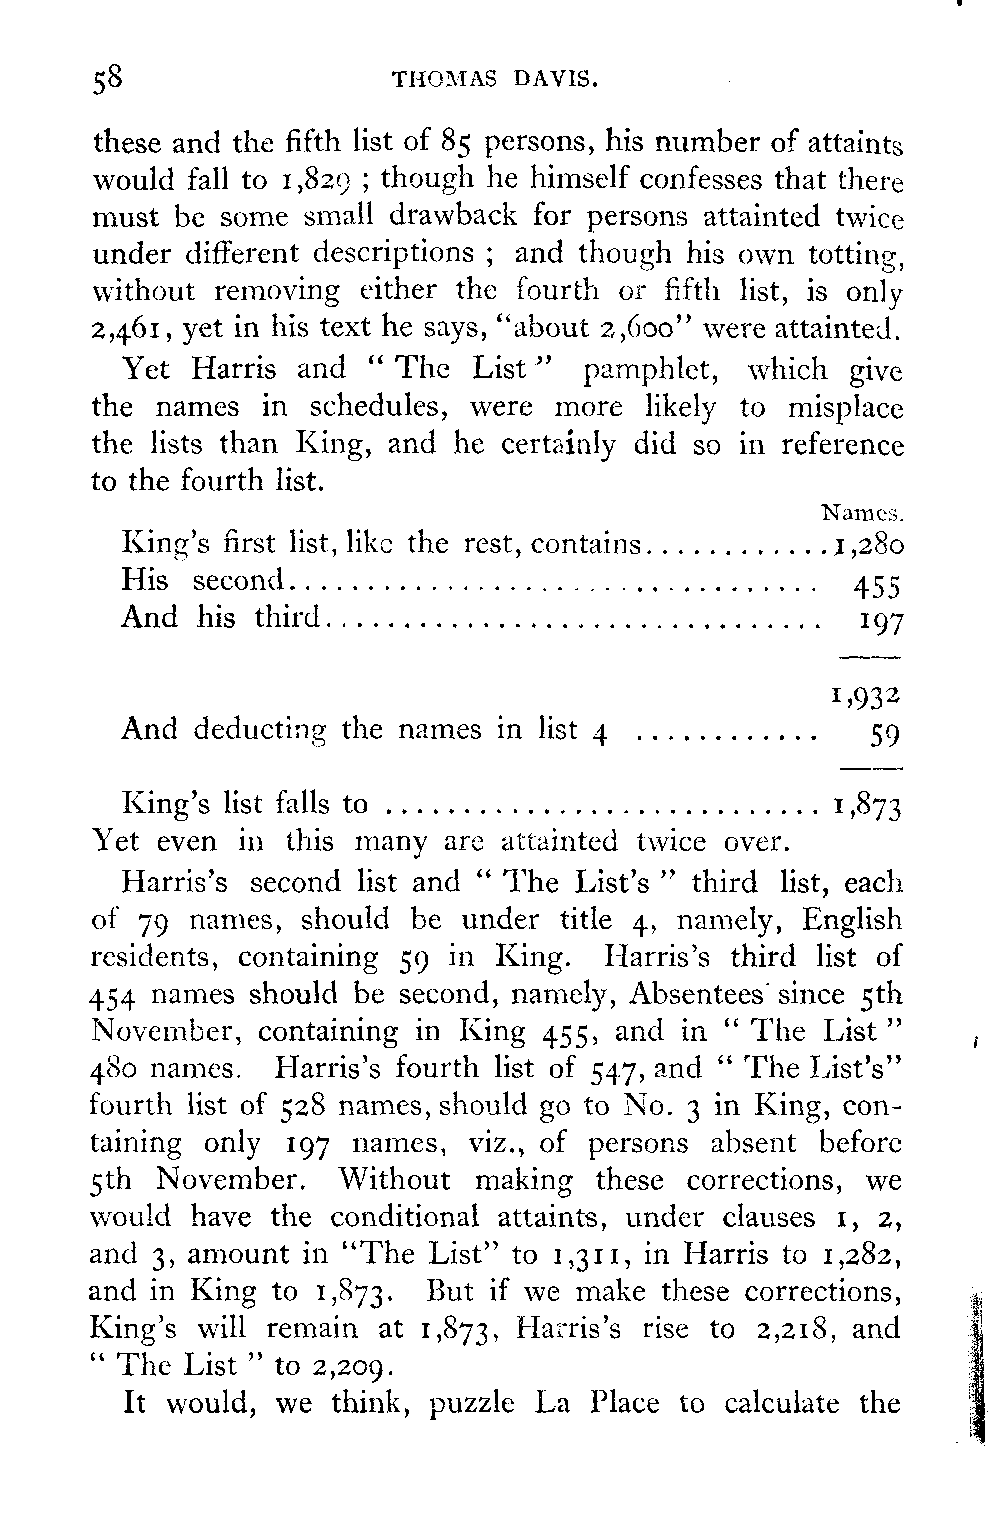 58 THOMAS DAVIS.
these and the fifth list of 85 persons, his number of attaints
would fall to 1,829 ; though he himself confesses that there
must be some small drawback for persons attainted twice
under different descriptions ; and though his own totting,
without removing either the fourth or fifth list, is only
2,461, yet in his text he says, “about 2,600” were attainted.
Yet Harris and “ The List ” pamphlet, which give
the names in schedules, were more likely to misplace
the lists than King, and he certainly did so in reference
to the fourth list.
Names.
King’s first list, like the rest, contains............1,280
His second.................................. 455
And his third................................ 197
1,932
And deducting the names in list 4 ............ 59
King’s list falls to ............................ 1,873
Yet even in this many are attainted twice over.
Harris’s second list and “ The List’s ” third list, each
of 79 names, should be under title 4, namely, English
residents, containing 59 in King. Harris’s third list of
454 names should be second, namely, Absentees since 5th
November, containing in King 455, and in “ The List ”
480 names. Harris’s fourth list of 547, and “ The List’s”
fourth list of 528 names, should go to No. 3 in King, con-
taining only 197 names, viz., of persons absent before
5th November. Without making these corrections, we
would have the conditional attaints, under clauses 1, 2,
and 3, amount in “The List” to 1,311, in Harris to 1,282,
and in King to 1,873. But if we make these corrections,
King’s will remain at 1,873, Harris’s rise to 2,218, and
“ The List ” to 2,209.
It would, we think, puzzle La Place to calculate the